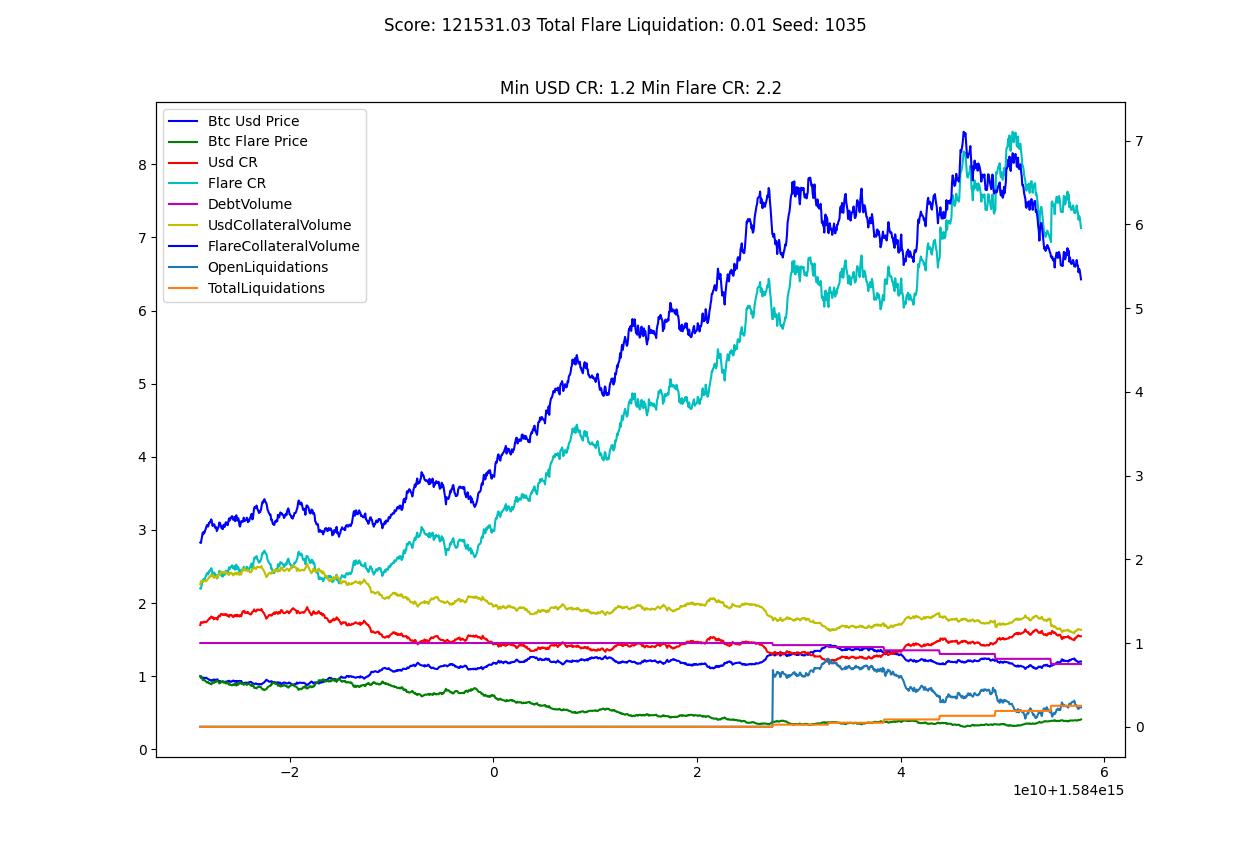 Score: 121531.03 Total Flare Liquidation: 0.01 Seed: 1035
Min USD CR: 1.2 Min Flare CR: 2.2
Btc Usd Price
Btc Flare Price
Usd CR
Flare CR
DebtVolume
UsdCollateralVolume
FlareCollateralVolume
OpenLiquidations
TotalLiquidations
8
7
6
5
4
3
2
1
0
7
6
5
4
3
2
1
0
−2
0
2
4
6
1e10+1.584e15